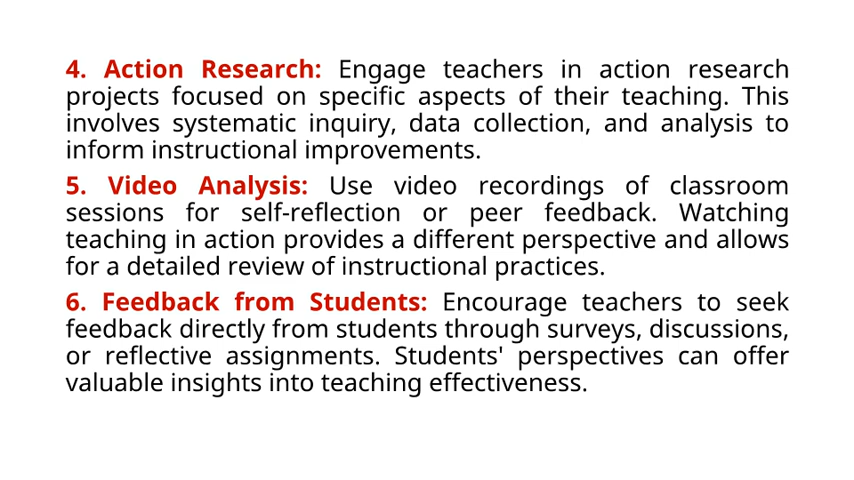 4. Action Research: Engage teachers in action research
projects focused on specific aspects of their teaching. This
involves systematic inquiry, data collection, and analysis to
inform instructional improvements.
5. Video Analysis: Use video recordings of classroom
sessions for self-reflection or peer feedback. Watching
teaching in action provides a different perspective and allows
for a detailed review of instructional practices.
6. Feedback from Students: Encourage teachers to seek
feedback directly from students through surveys, discussions,
or reflective assignments. Students' perspectives can offer
valuable insights into teaching effectiveness.